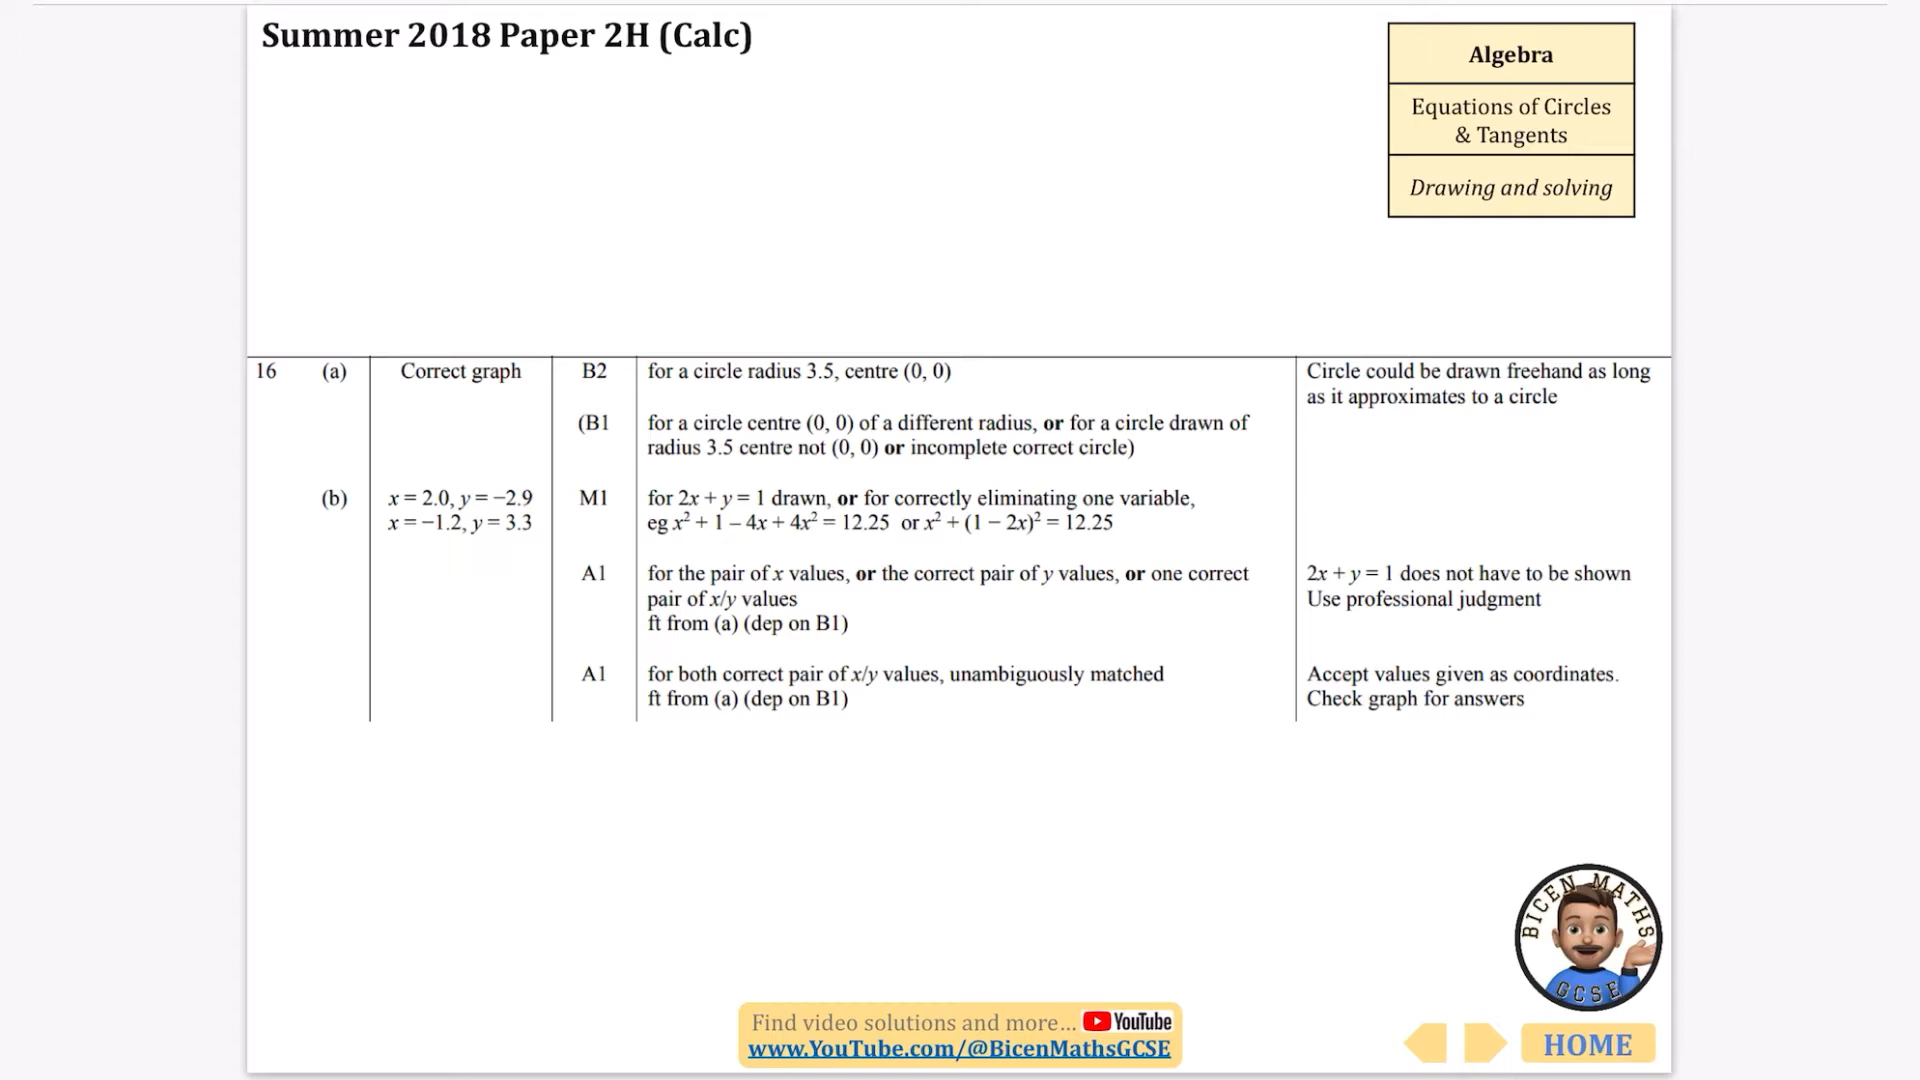 Summer 2018 Paper 2H (Calc)
Algebra
Equations of Circles
& Tangents
Drawing and solving
16 (a) Correct graph B2 for a circle radius 3.5, centre (0, 0) Circle could be drawn freehand as long
as it approximates to a circle
(B1 for a circle centre (0, 0) of a different radius, or for a circle drawn of
radius 3.5 centre not (0, 0) or incomplete correct circle)
(b) x = 2.0, y = −2.9 M1 for 2x + y = 1 drawn, or for correctly eliminating one variable,
x = −1.2, y = 3.3 eg x² + 1 – 4x + 4x² = 12.25 or x² + (1 − 2x)² = 12.25
A1 for the pair of x values, or the correct pair of y values, or one correct 2x + y = 1 does not have to be shown
pair of x/y values Use professional judgment
ft from (a) (dep on B1)
A1 for both correct pair of x/y values, unambiguously matched Accept values given as coordinates.
ft from (a) (dep on B1) Check graph for answers
BICEN MATHS
GCSE
Find video solutions and more... YouTube
www.YouTube.com/@BicenMathsGCSE
HOME